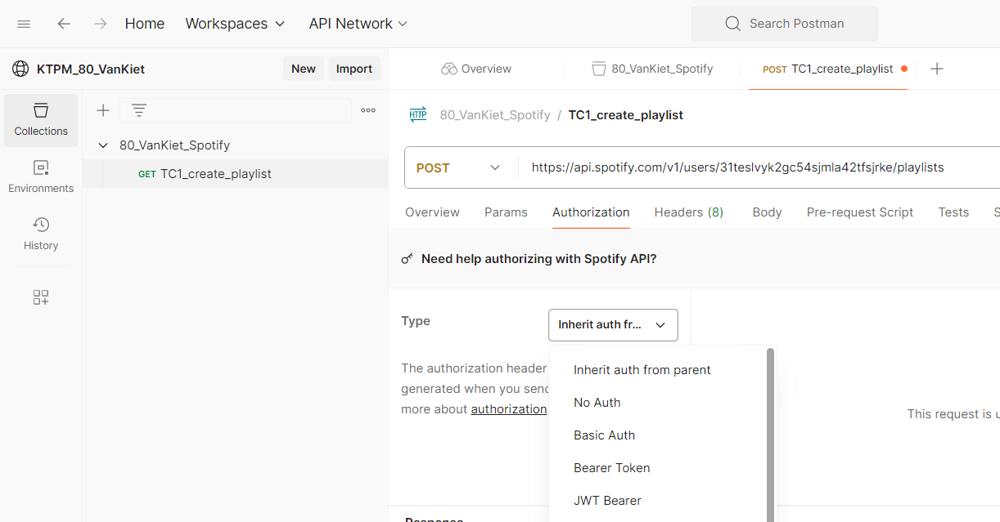 Home Workspaces API Network Search Postman
KTPM_80_VanKiet New Import
Overview 80_VanKiet_Spotify POST TC1_create_playlist
Collections
Environments
History
80_VanKiet_Spotify
GET TC1_create_playlist
HTTP 80_VanKiet_Spotify / TC1_create_playlist
POST https://api.spotify.com/v1/users/31teslvyk2gc54sjmla42tfsjrke/playlists
Overview Params Authorization Headers (8) Body Pre-request Script Tests S
Need help authorizing with Spotify API?
Type Inherit auth fr...
The authorization header
generated when you send
more about authorization
Inherit auth from parent
No Auth
Basic Auth
Bearer Token
JWT Bearer
This request is u
Response